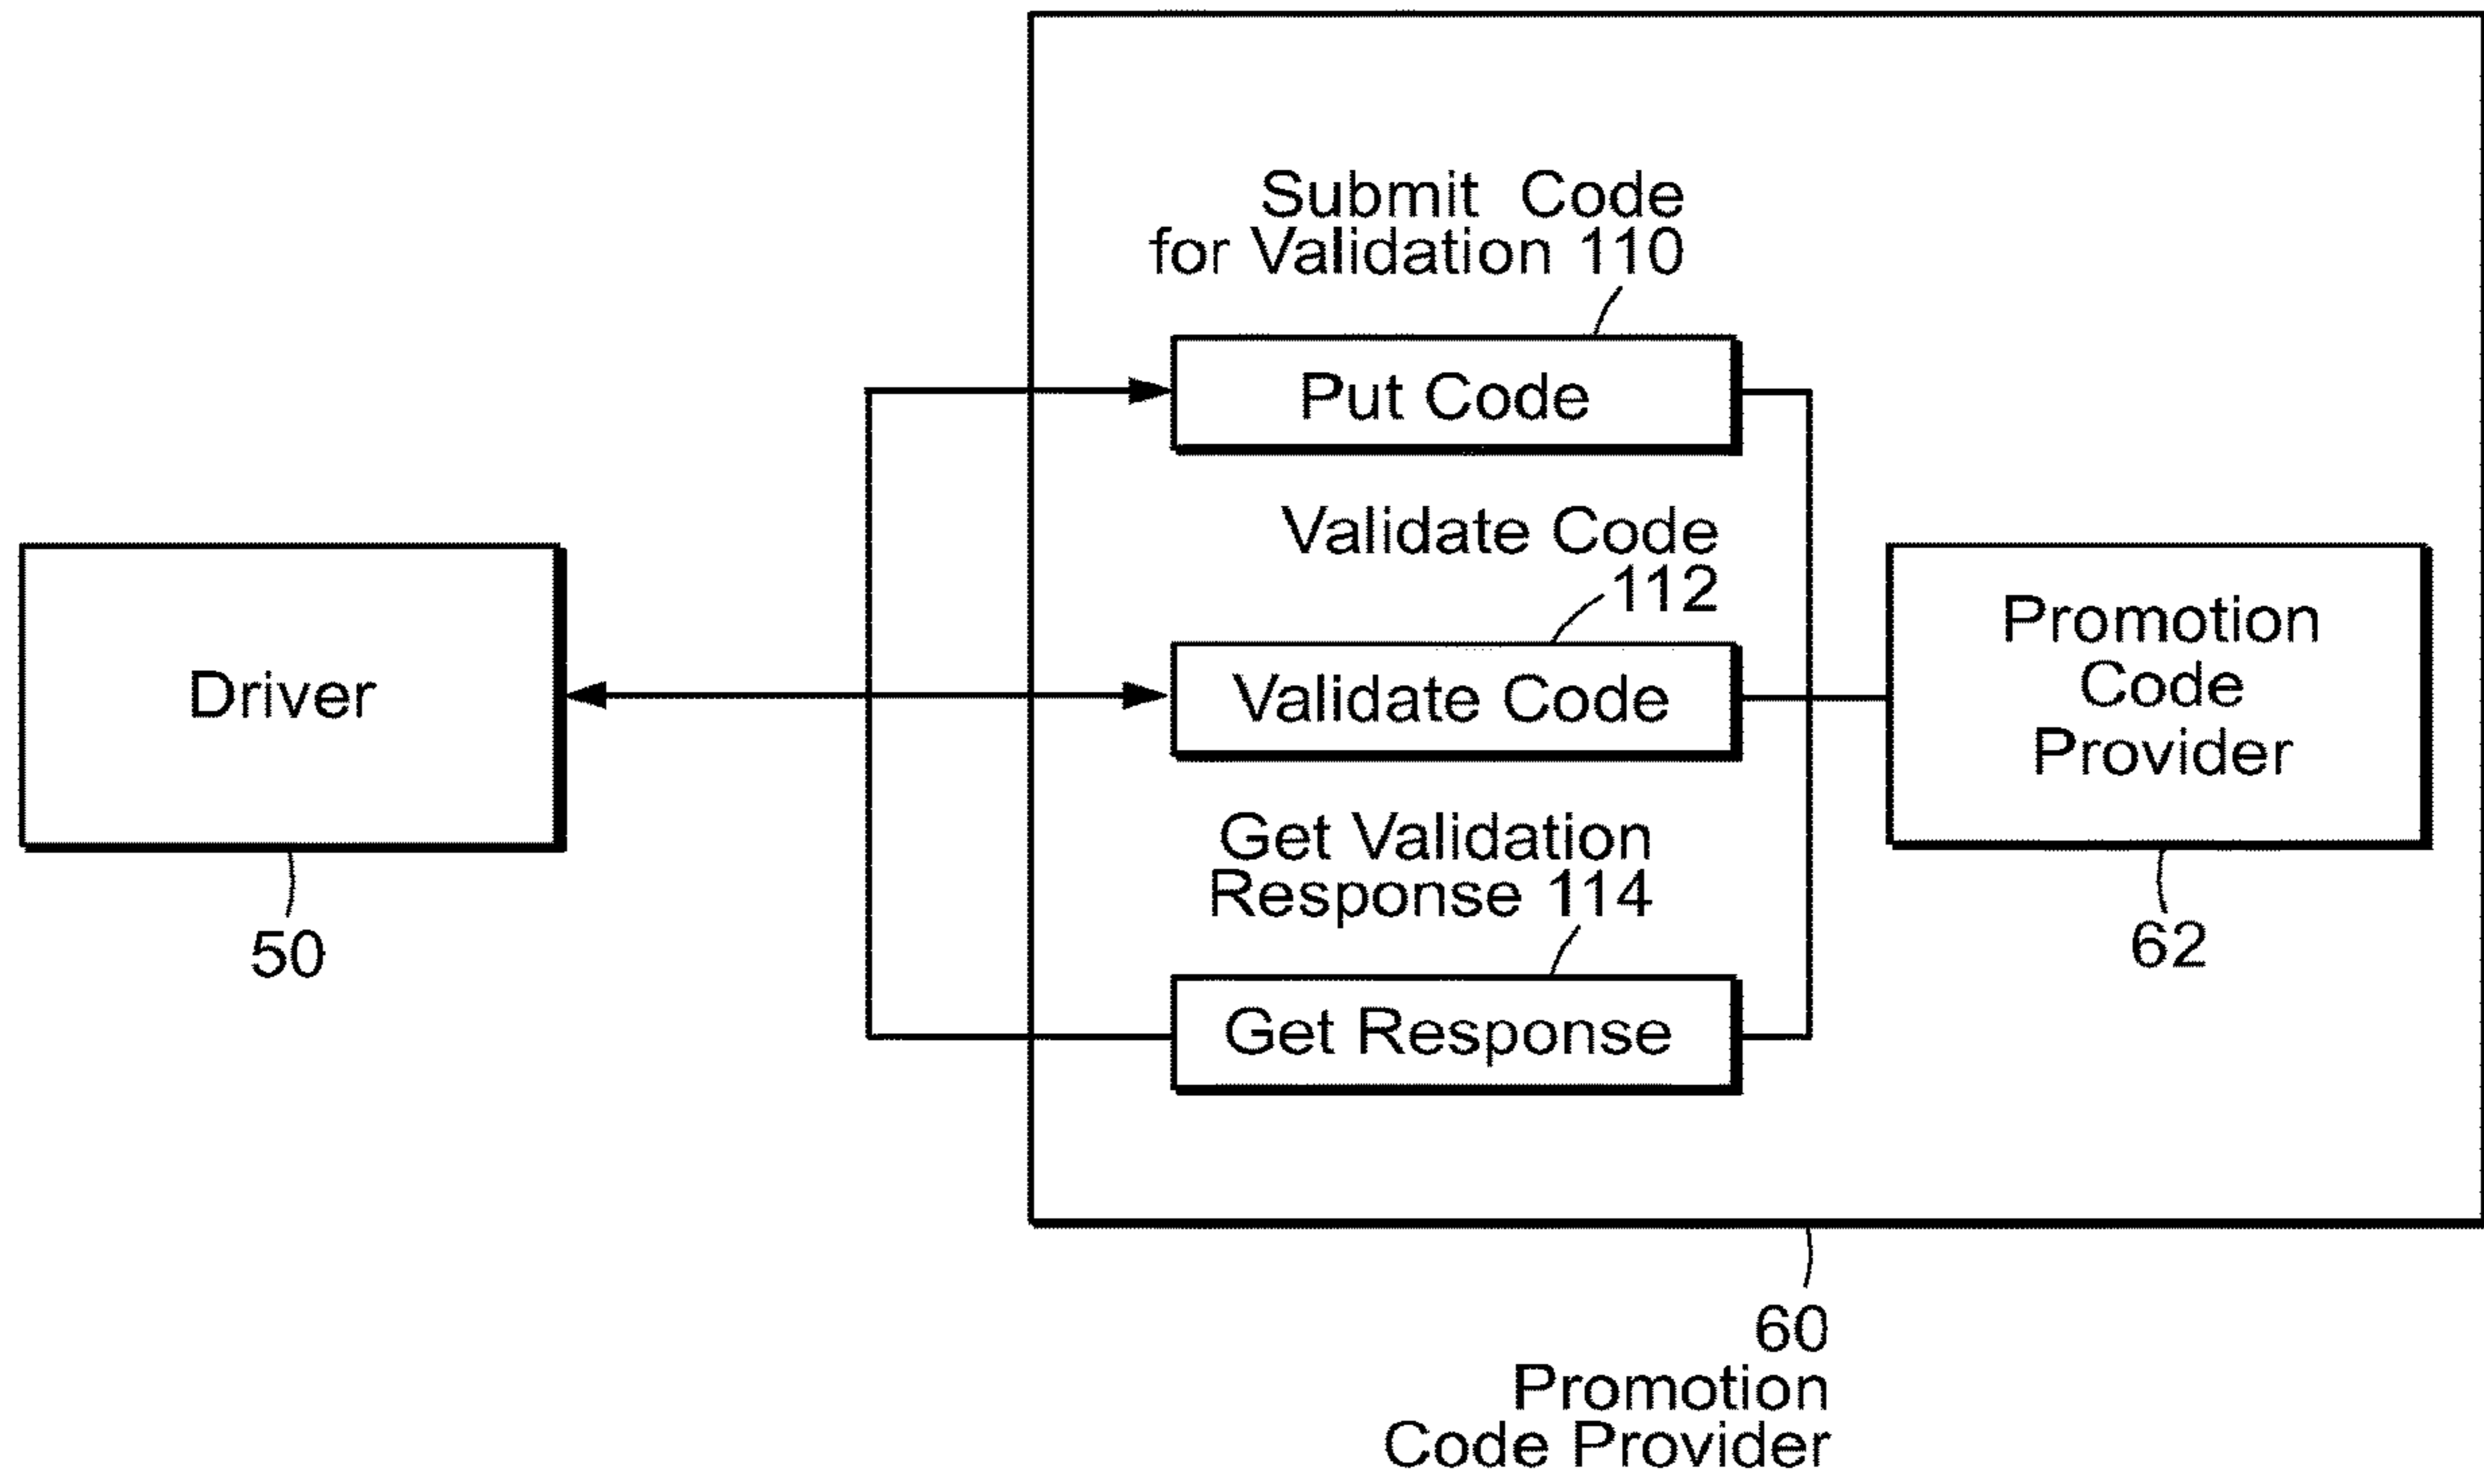 Submit Code
for Validation 110
Put Code
Validate Code
112
Validate Code
Get Validation
Response 114
Get Response
Driver
50
Promotion
Code
Provider
62
60
Promotion
Code Provider